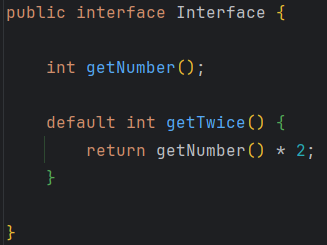 public interface Interface {
int getNumber();
default int getTwice() {
return getNumber() * 2;
}
}